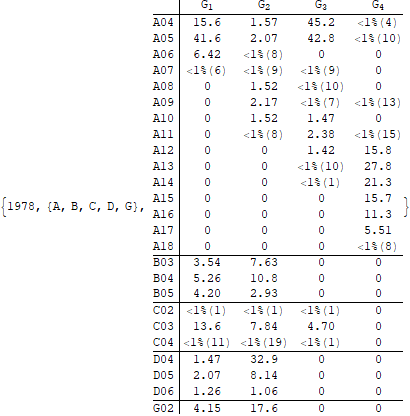 G1 G2 G3 G4
A04 15.6 1.57 45.2 <1%(4)
A05 41.6 2.07 42.8 <1%(10)
A06 6.42 <1%(8) 0 0
A07 <1%(6) <1%(9) <1%(9) 0
A08 0 1.52 <1%(10) 0
A09 0 2.17 <1%(7) <1%(13)
A10 0 1.52 1.47 0
A11 0 <1%(8) 2.38 <1%(15)
A12 0 0 1.42 15.8
A13 0 0 <1%(10) 27.8
A14 0 0 <1%(1) 21.3
{1978, {A, B, C, D, G}, A15 0 0 0 15.7 }
A16 0 0 0 11.3
A17 0 0 0 5.51
A18 0 0 0 <1%(8)
B03 3.54 7.63 0 0
B04 5.26 10.8 0 0
B05 4.20 2.93 0 0
C02 <1%(1) <1%(1) <1%(1) 0
C03 13.6 7.84 4.70 0
C04 <1%(11) <1%(19) <1%(1) 0
D04 1.47 32.9 0 0
D05 2.07 8.14 0 0
D06 1.26 1.06 0 0
G02 4.15 17.6 0 0